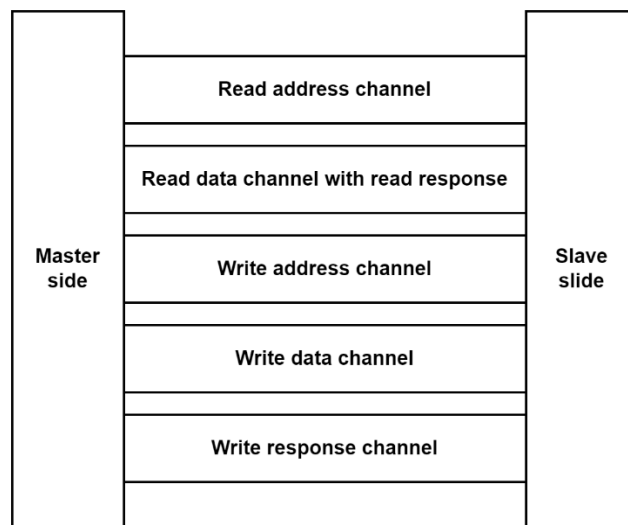 Read address channel
Read data channel with read response
Master
side
Write address channel
Slave
slide
Write data channel
Write response channel